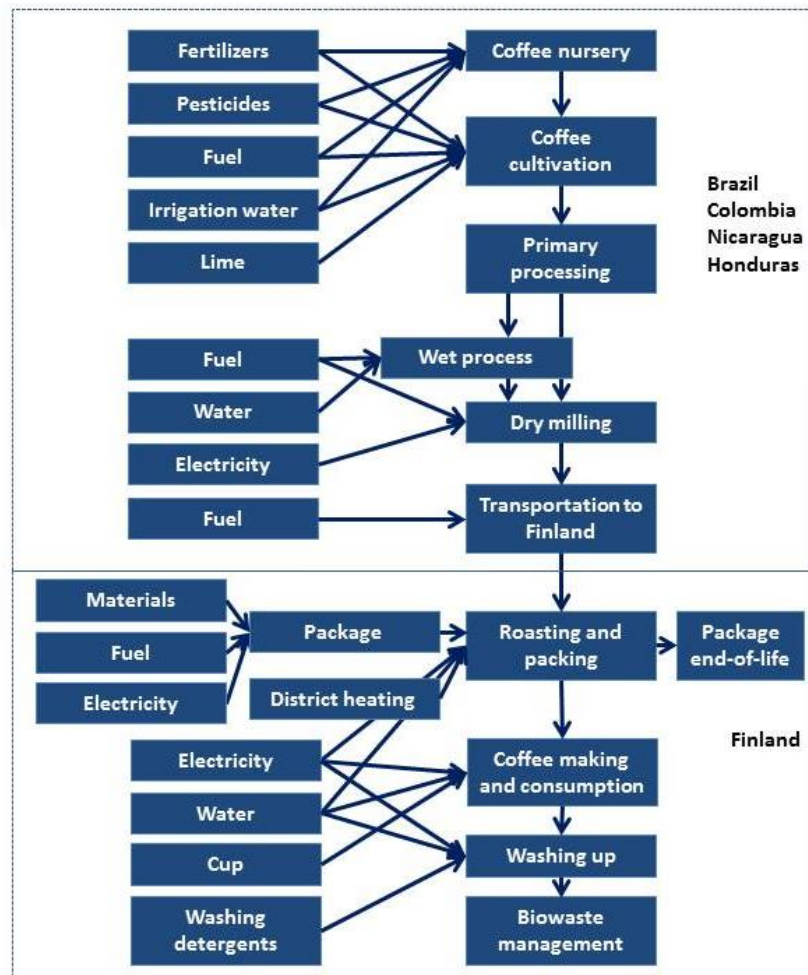 Fertilizers
Coffee nursery
Pesticides
Coffee
cultivation
Fuel
Irrigation water
Lime
Primary
processing
Brazil
Colombia
Nicaragua
Honduras
Fuel
Wet process
Water
Dry milling
Electricity
Fuel
Transportation to
Finland
Materials
Fuel
Electricity
Package
Roasting and
packing
Package
end-of-life
District heating
Finland
Electricity
Coffee making
and consumption
Water
Cup
Washing up
Washing
detergents
Biowaste
management